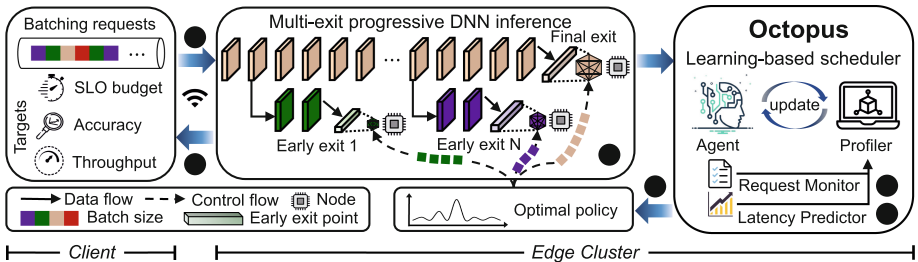 Batching requests
...
Targets
SLO budget
Accuracy
Throughput
Multi-exit progressive DNN inference
Final exit
...
Node
Early exit 1
Early exit N
Node
Octopus
Learning-based scheduler
update
Agent
Profiler
Request Monitor
Latency Predictor
Data flow
Control flow
Node
Batch size
Early exit point
Optimal policy
Client
Edge Cluster